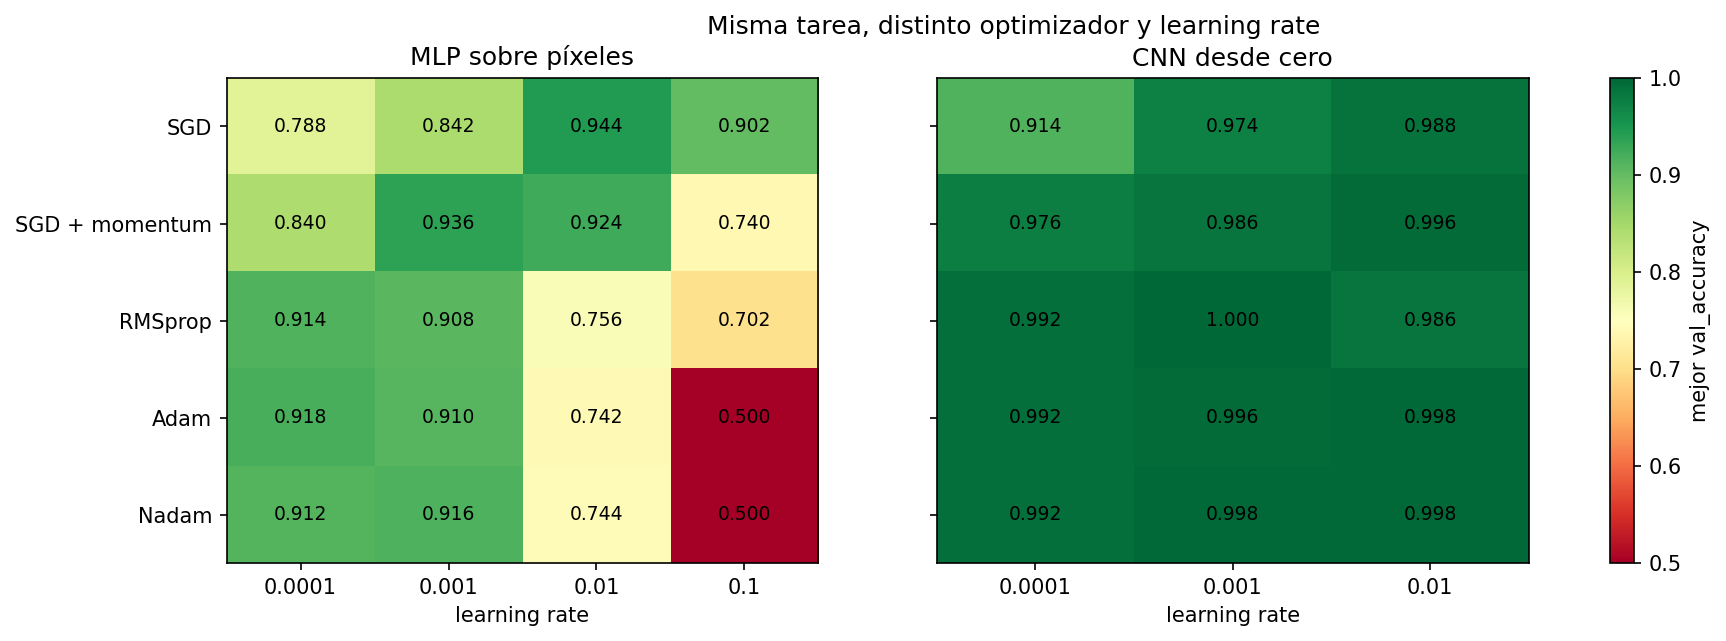 Misma tarea, distinto optimizador y learning rate
MLP sobre píxeles
SGD 0.788 0.842 0.944 0.902
SGD + momentum 0.840 0.936 0.924 0.740
RMSprop 0.914 0.908 0.756 0.702
Adam 0.918 0.910 0.742 0.500
Nadam 0.912 0.916 0.744 0.500
0.0001 0.001 0.01 0.1
learning rate
CNN desde cero
0.914 0.974 0.988
0.976 0.986 0.996
0.992 1.000 0.986
0.992 0.996 0.998
0.992 0.998 0.998
0.0001 0.001 0.01
learning rate
1.0
0.9
0.8
0.7
0.6
0.5
mejor val_accuracy